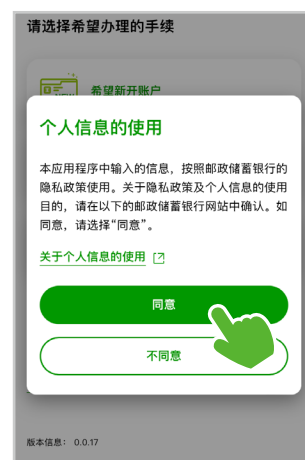 请选择希望办理的手续
NEW
希望新开账户
个人信息的使用
本应用程序中输入的信息，按照邮政储蓄银行的
隐私政策使用。关于隐私政策及个人信息的使用
目的，请在以下的邮政储蓄银行网站中确认。如
同意，请选择“同意”。
关于个人信息的使用
同意
不同意
版本信息： 0.0.17